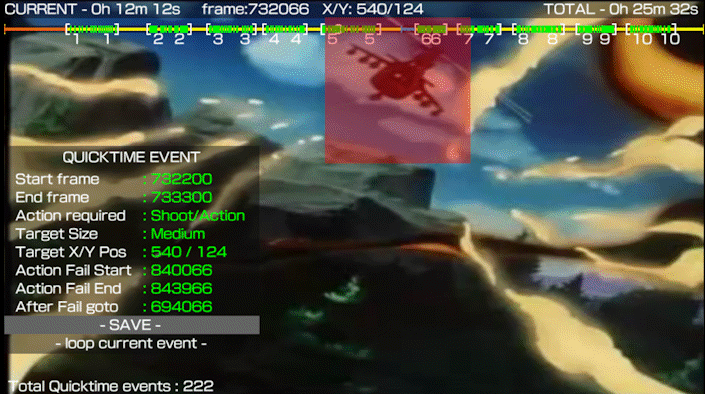 CURRENT - 0h 12m 12s frame:732066 X/Y: 540/124 TOTAL - 0h 25m 32s
1 1 2 2 3 3 4 4 5 5 6 6 7 7 8 8 9 9 10 10
QUICKTIME EVENT
Start frame : 732200
End frame : 733300
Action required : Shoot/Action
Target Size : Medium
Target X/Y Pos : 540 / 124
Action Fail Start : 840066
Action Fail End : 843966
After Fail goto : 694066
- SAVE -
- loop current event -
Total Quicktime events : 222